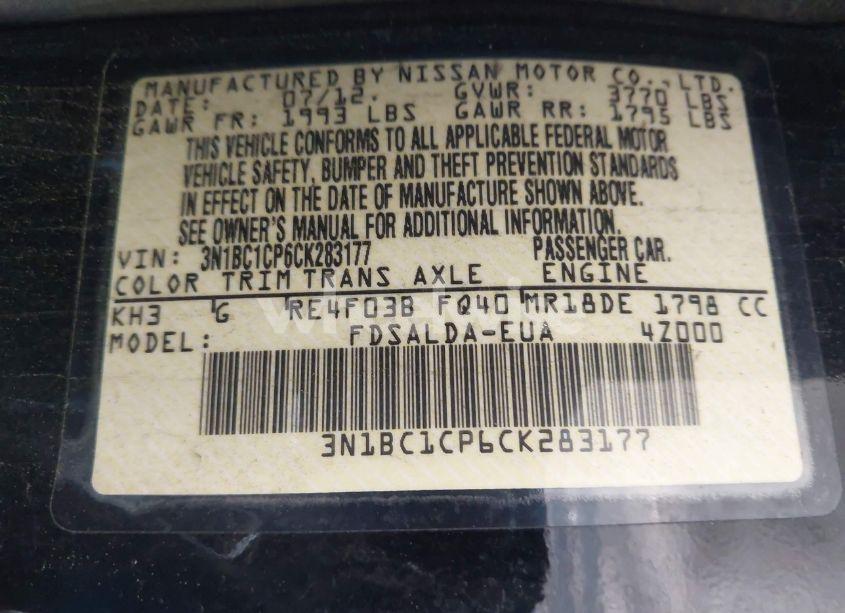 MANUFACTURED BY NISSAN MOTOR CO., LTD.
DATE: 07/12. GVWR: 3770 LBS
GAWR FR: 1993 LBS GAWR RR: 1795 LBS
THIS VEHICLE CONFORMS TO ALL APPLICABLE FEDERAL MOTOR
VEHICLE SAFETY, BUMPER AND THEFT PREVENTION STANDARDS
IN EFFECT ON THE DATE OF MANUFACTURE SHOWN ABOVE.
SEE OWNER'S MANUAL FOR ADDITIONAL INFORMATION.
VIN: 3N1BC1CP6CK283177 PASSENGER CAR.
COLOR TRIM TRANS AXLE ENGINE
KH3 G RE4F03B FQ40 MR18DE 1798 CC
MODEL: FDSALDA-EUA 4Z000
3N1BC1CP6CK283177